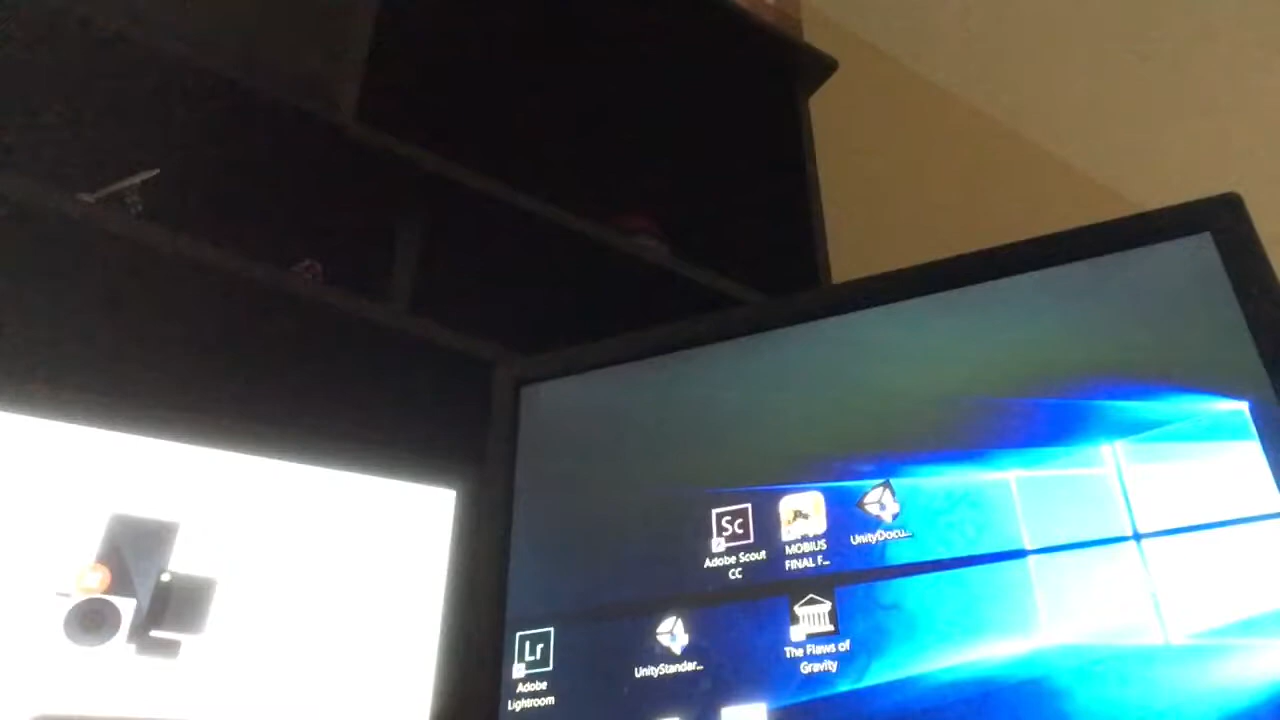 Sc
Adobe Scout
CC
MOBIUS
FINAL F...
UnityDocu...
Lr
Adobe
Lightroom
UnityStandar...
The Flaws of
Gravity